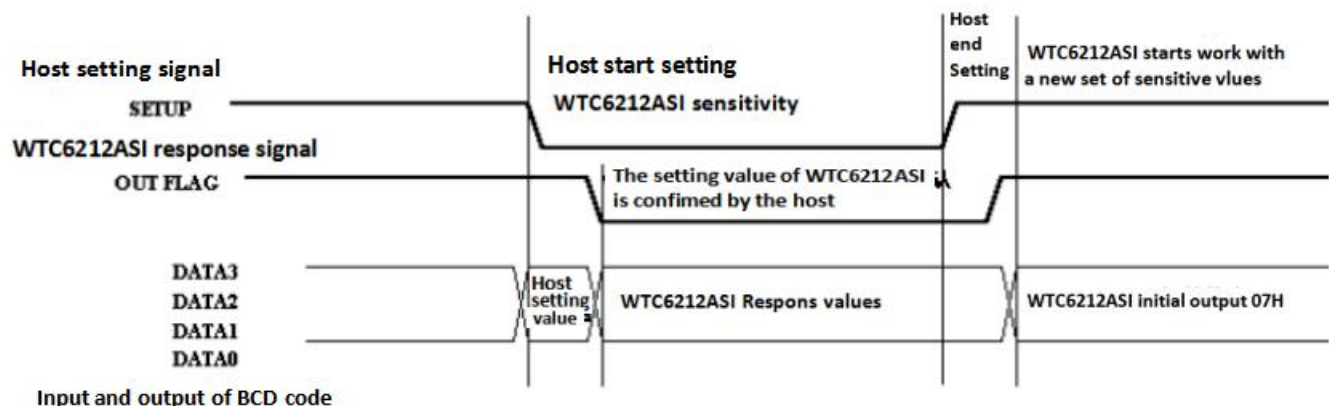 Host setting signal
SETUP
WTC6212ASI response signal
OUT FLAG
Host start setting
WTC6212ASI sensitivity
Host
end
Setting
WTC6212ASI starts work with
a new set of sensitive vlues
The setting value of WTC6212ASI
is confimed by the host
DATA3
DATA2
DATA1
DATA0
Host
setting
value
WTC6212ASI Respons values
WTC6212ASI initial output 07H
Input and output of BCD code